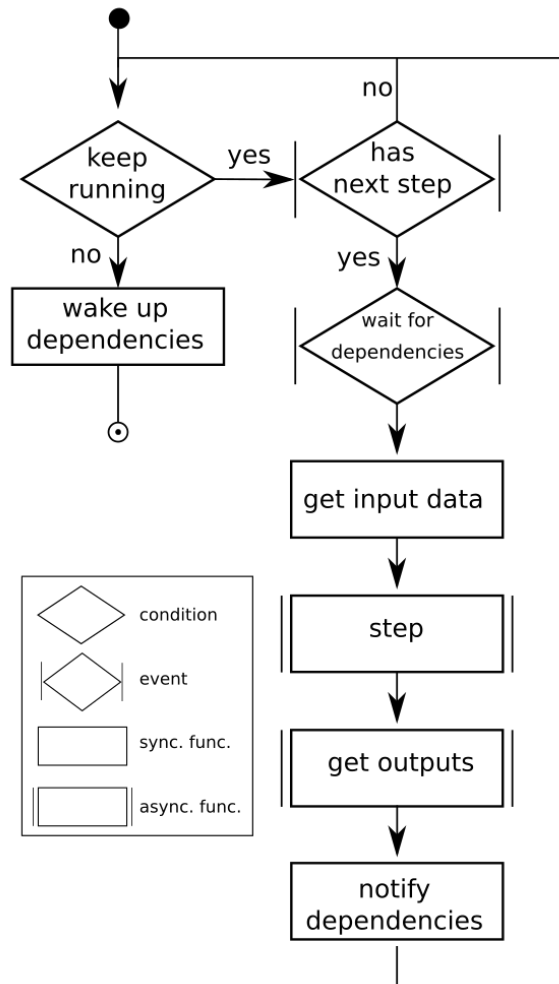 no
keep
running
yes
has
next step
no
yes
wake up
dependencies
wait for
dependencies
get input data
step
get outputs
notify
dependencies
condition
event
sync. func.
async. func.